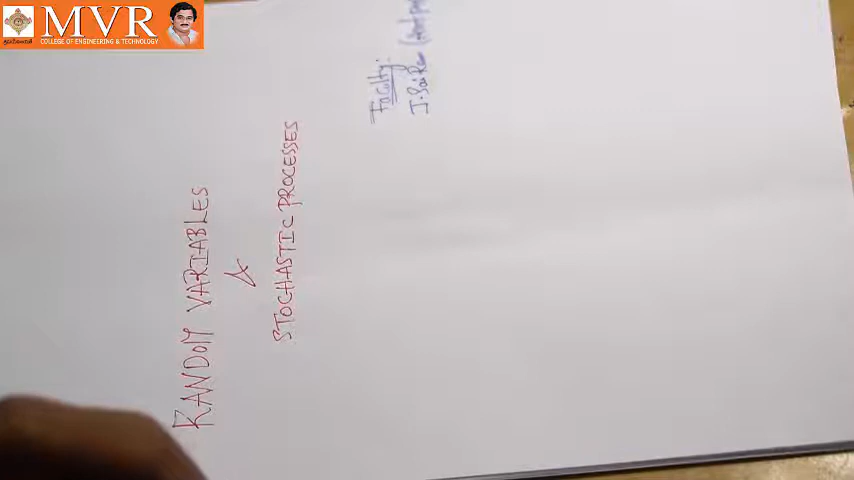 MVR
COLLEGE OF ENGINEERING & TECHNOLOGY
RANDOM VARIABLES
&
STOCHASTIC PROCESSES
Faculty: